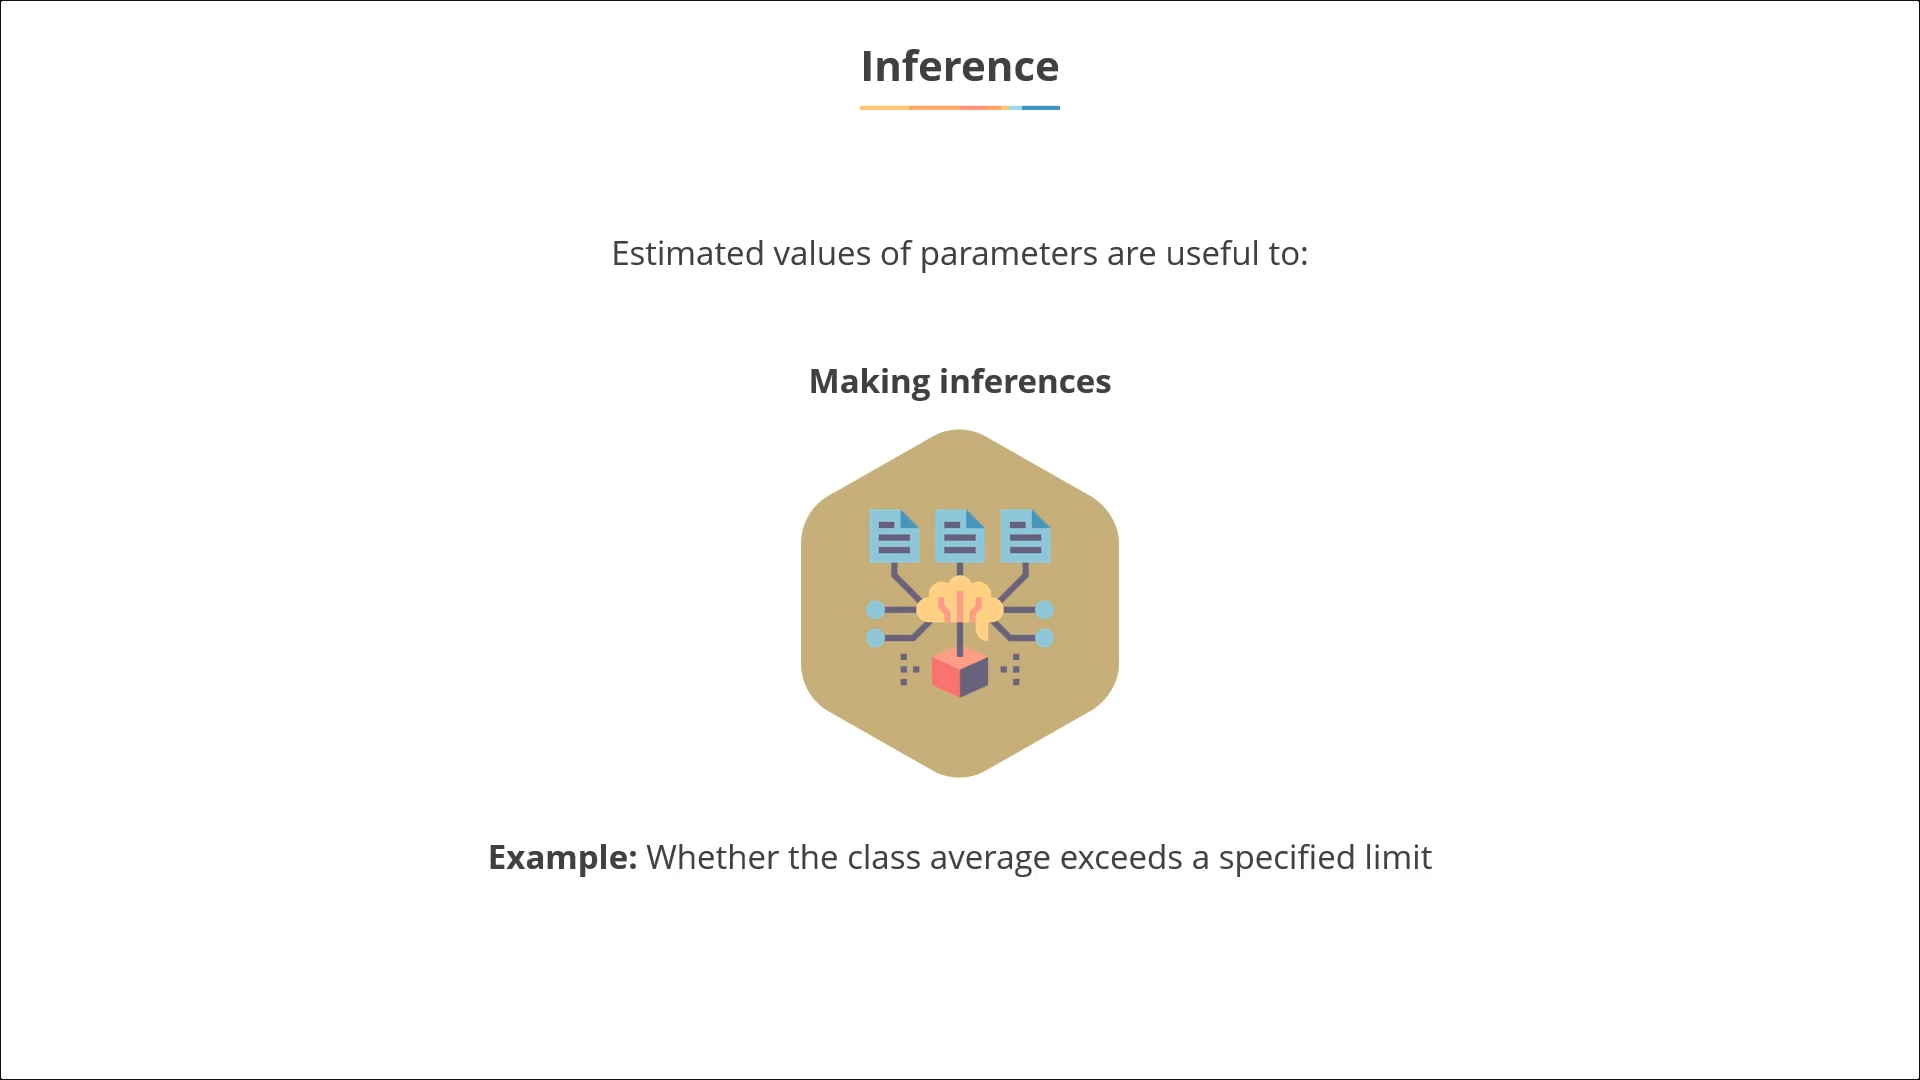 Inference
Estimated values of parameters are useful to:
Making inferences
Example: Whether the class average exceeds a specified limit